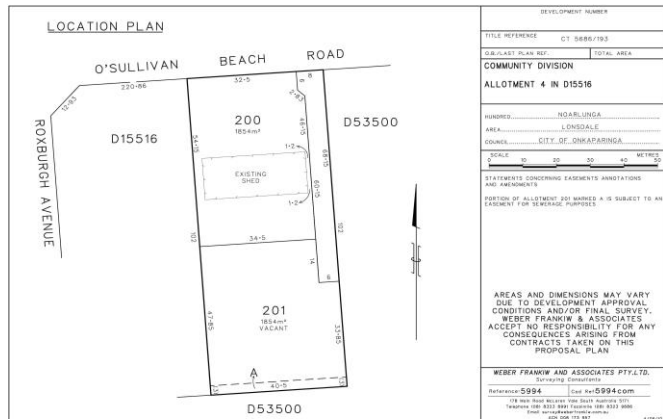 LOCATION PLAN
O'SULLIVAN BEACH ROAD
220-86
32-5
8
6
12-83
2-83
200
1854m²
D15516
D53500
ROXBURGH AVENUE
54-15
46-15
68-15
1-2
EXISTING
SHED
60-15
1-2
102
34-5
102
14
6
201
1854m²
VACANT
47-85
33-85
A
40-5
D53500
DEVELOPMENT NUMBER
TITLE REFERENCE CT 5686/193
O.B./LAST PLAN REF. TOTAL AREA
COMMUNITY DIVISION
ALLOTMENT 4 IN D15516
HUNDRED NOARLUNGA
AREA LONSDALE
COUNCIL CITY OF ONKAPARINGA
SCALE METRES
0 10 20 30 40 50
STATEMENTS CONCERNING EASEMENTS ANNOTATIONS
AND AMENDMENTS
PORTION OF ALLOTMENT 201 MARKED A IS SUBJECT TO AN
EASEMENT FOR SEWERAGE PURPOSES
AREAS AND DIMENSIONS MAY VARY
DUE TO DEVELOPMENT APPROVAL
CONDITIONS AND/OR FINAL SURVEY.
WEBER FRANKIW & ASSOCIATES
ACCEPT NO RESPONSIBILITY FOR ANY
CONSEQUENCES ARISING FROM
CONTRACTS TAKEN ON THIS
PROPOSAL PLAN
WEBER FRANKIW AND ASSOCIATES PTY.LTD.
Surveying Consultants
Reference: 5994 Cad Ref 5994com